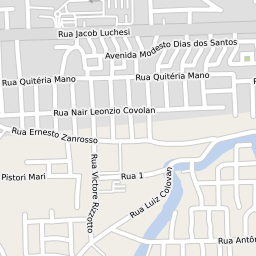 Rua Jacob Luchesi
Avenida Modesto Dias dos Santos
Rua Quitéria Mano
Rua Quitéria Mano
Rua Nair Leonzio Covolan
Rua Ernesto Zanrosso
Rua Victore Rizzotto
Pistori Mari
Rua 1
Rua Luiz Colovan
Rua Antôn